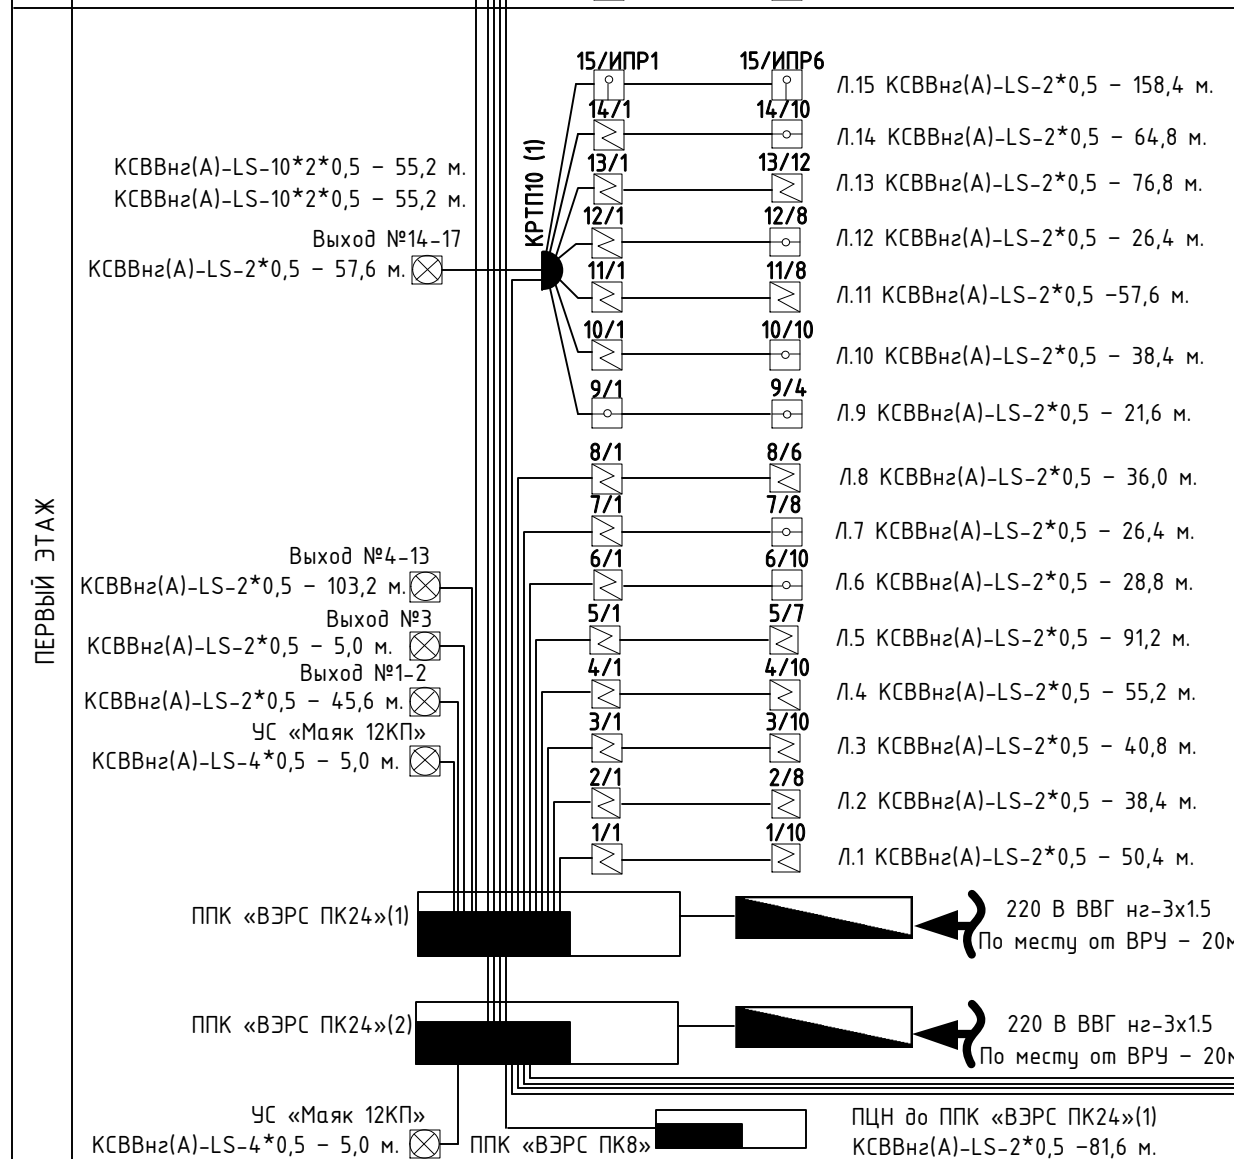 15/ИПР1 15/ИПР6 Л.15 КСВВнг(А)-LS-2*0,5 – 158,4 м.
14/1 14/10 Л.14 КСВВнг(А)-LS-2*0,5 – 64,8 м.
КСВВнг(А)-LS-10*2*0,5 – 55,2 м.
КСВВнг(А)-LS-10*2*0,5 – 55,2 м.
КРТП10 (1)
13/1 13/12 Л.13 КСВВнг(А)-LS-2*0,5 – 76,8 м.
Выход №14-17
КСВВнг(А)-LS-2*0,5 – 57,6 м.
12/1 12/8 Л.12 КСВВнг(А)-LS-2*0,5 – 26,4 м.
11/1 11/8 Л.11 КСВВнг(А)-LS-2*0,5 –57,6 м.
10/1 10/10 Л.10 КСВВнг(А)-LS-2*0,5 – 38,4 м.
9/1 9/4 Л.9 КСВВнг(А)-LS-2*0,5 – 21,6 м.
8/1 8/6 Л.8 КСВВнг(А)-LS-2*0,5 – 36,0 м.
7/1 7/8 Л.7 КСВВнг(А)-LS-2*0,5 – 26,4 м.
ПЕРВЫЙ ЭТАЖ
Выход №4-13
КСВВнг(А)-LS-2*0,5 – 103,2 м.
6/1 6/10 Л.6 КСВВнг(А)-LS-2*0,5 – 28,8 м.
Выход №3
КСВВнг(А)-LS-2*0,5 – 5,0 м.
5/1 5/7 Л.5 КСВВнг(А)-LS-2*0,5 – 91,2 м.
Выход №1-2
КСВВнг(А)-LS-2*0,5 – 45,6 м.
4/1 4/10 Л.4 КСВВнг(А)-LS-2*0,5 – 55,2 м.
УС «Маяк 12КП»
КСВВнг(А)-LS-4*0,5 – 5,0 м.
3/1 3/10 Л.3 КСВВнг(А)-LS-2*0,5 – 40,8 м.
2/1 2/8 Л.2 КСВВнг(А)-LS-2*0,5 – 38,4 м.
1/1 1/10 Л.1 КСВВнг(А)-LS-2*0,5 – 50,4 м.
ППК «ВЭРС ПК24»(1)
220 В ВВГ нг-3х1.5
По месту от ВРУ – 20м
ППК «ВЭРС ПК24»(2)
220 В ВВГ нг-3х1.5
По месту от ВРУ – 20м
УС «Маяк 12КП»
КСВВнг(А)-LS-4*0,5 – 5,0 м.
ППК «ВЭРС ПК8»
ПЦН до ППК «ВЭРС ПК24»(1)
КСВВнг(А)-LS-2*0,5 –81,6 м.